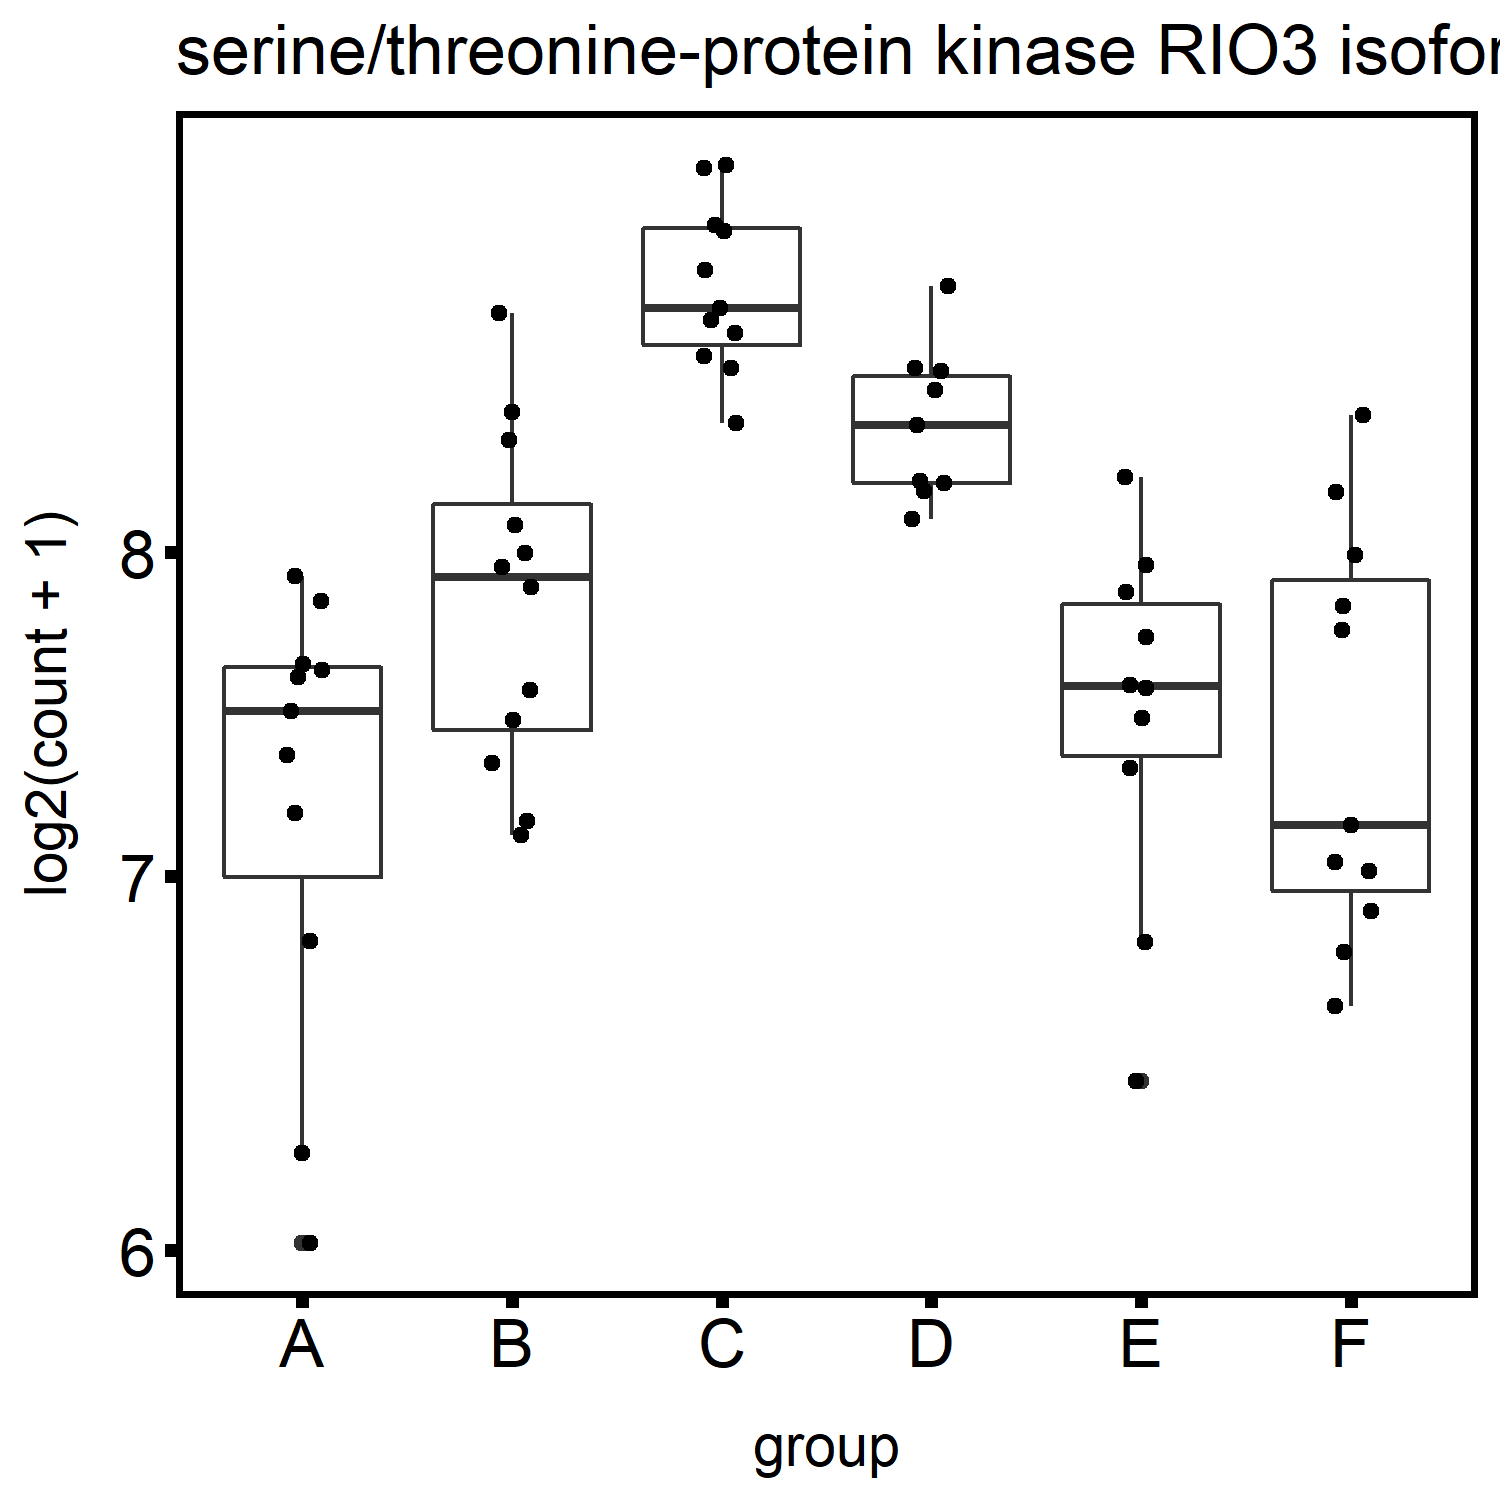 serine/threonine-protein kinase RIO3 isofor
log2(count + 1)
8
7
6
A B C D E F
group